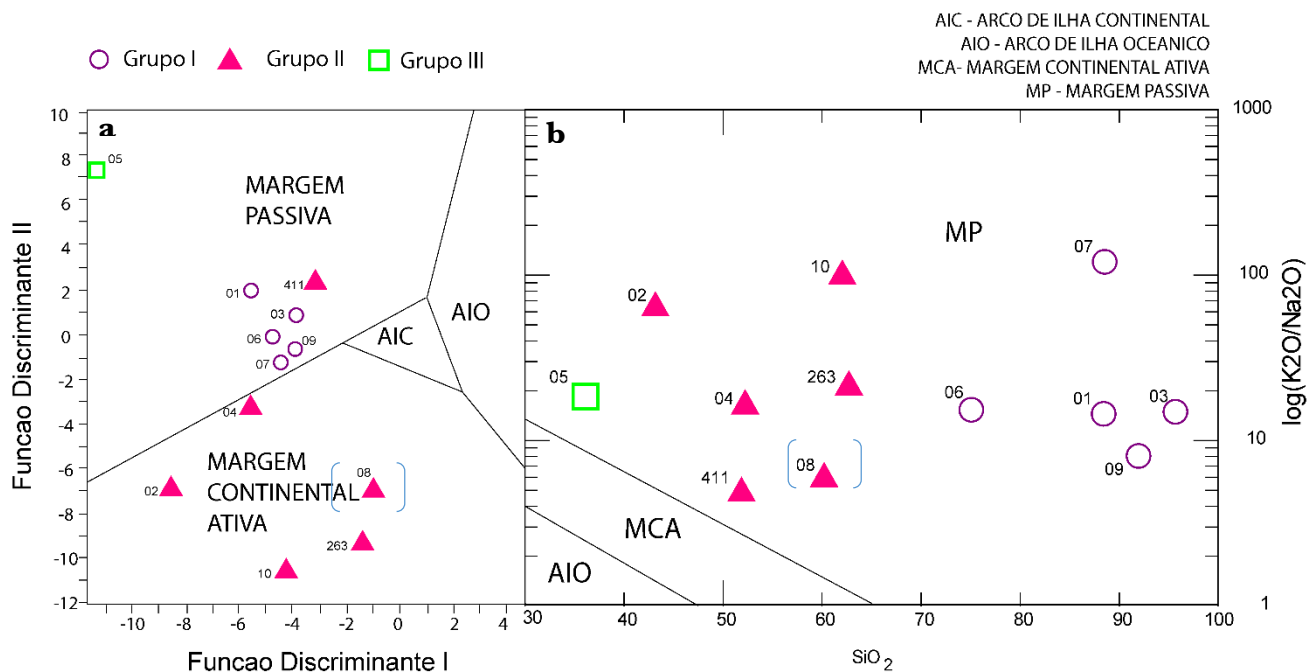 AIC - ARCO DE ILHA CONTINENTAL
AIO - ARCO DE ILHA OCEANICO
MCA- MARGEM CONTINENTAL ATIVA
MP - MARGEM PASSIVA
Grupo I
Grupo II
Grupo III
a
10
8
6
4
2
0
-2
-4
-6
-8
-10
-12
Funcao Discriminante II
05
MARGEM
PASSIVA
01
411
03
06
09
07
AIC
AIO
04
MARGEM
CONTINENTAL
ATIVA
02
08
263
10
-10
-8
-6
-4
-2
0
2
4
Funcao Discriminante I
b
MP
07
10
02
05
04
263
06
01
03
09
08
411
MCA
AIO
1000
100
10
1
log(K2O/Na2O)
30
40
50
60
70
80
90
100
SiO2